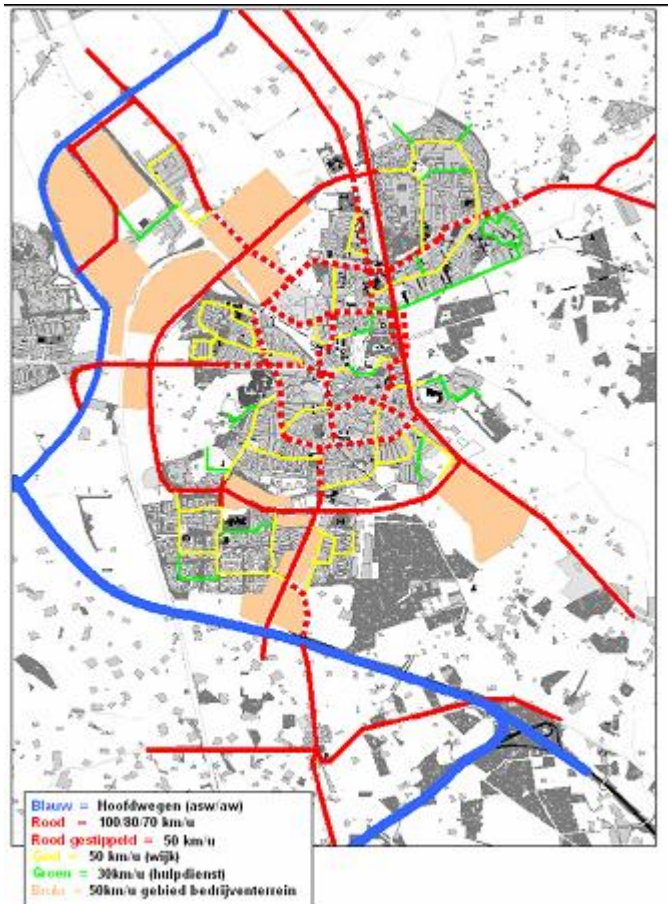 Blauw = Hoofdwegen (asw/aw)
Rood = 100/80/70 km/u
Rood gestippeld = 50 km/u
Geel = 50 km/u (wijk)
Groen = 30km/u (hulpdienst)
Bruin = 50km/u gebied bedrijventerrein